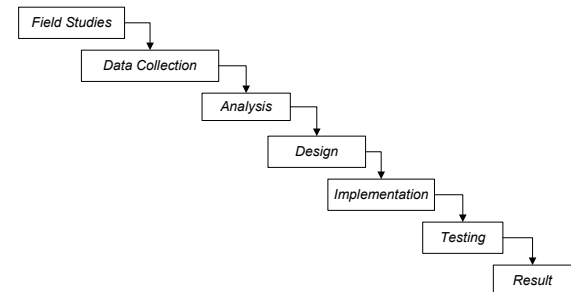 Field Studies
Data Collection
Analysis
Design
Implementation
Testing
Result